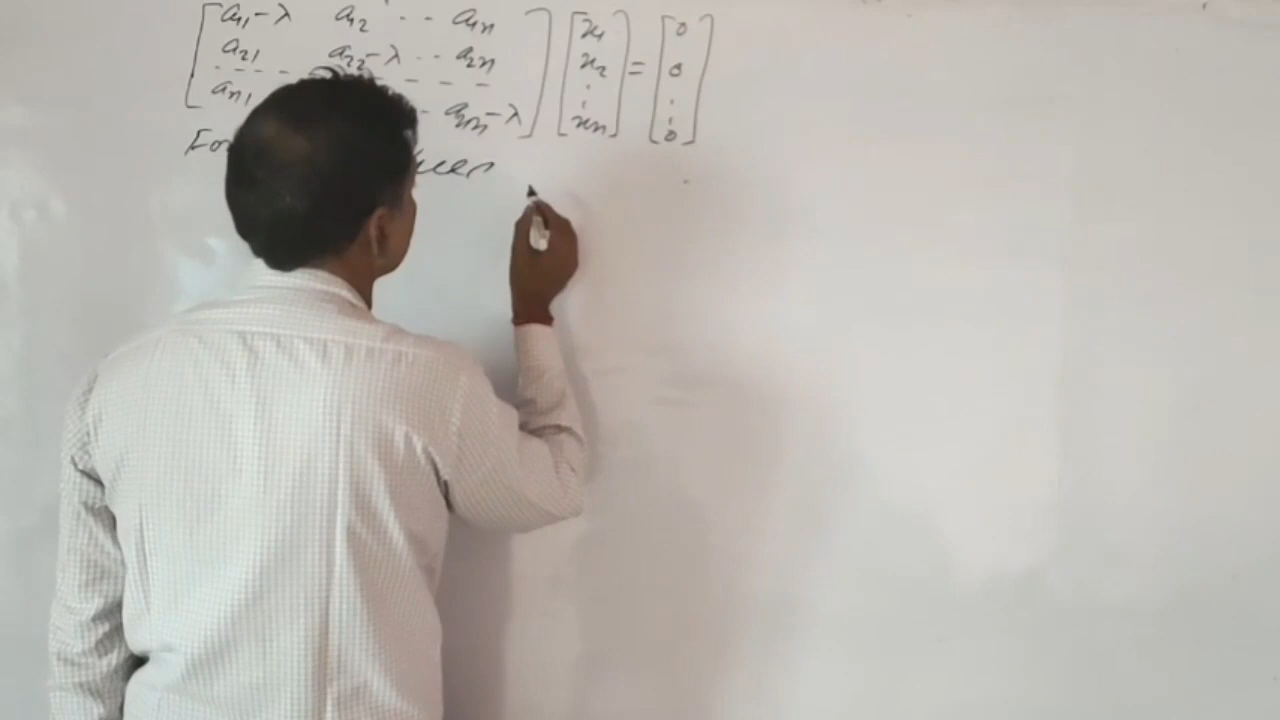 [a₁₁-λ a₁₂ .. a₁ₙ] [x₁] = [0]
[a₂₁ a₂₂-λ .. a₂ₙ] [x₂] [0]
- - - - - - - - ⋮ ⋮
[aₙ₁ - aₙₙ-λ] [xₙ] [0]